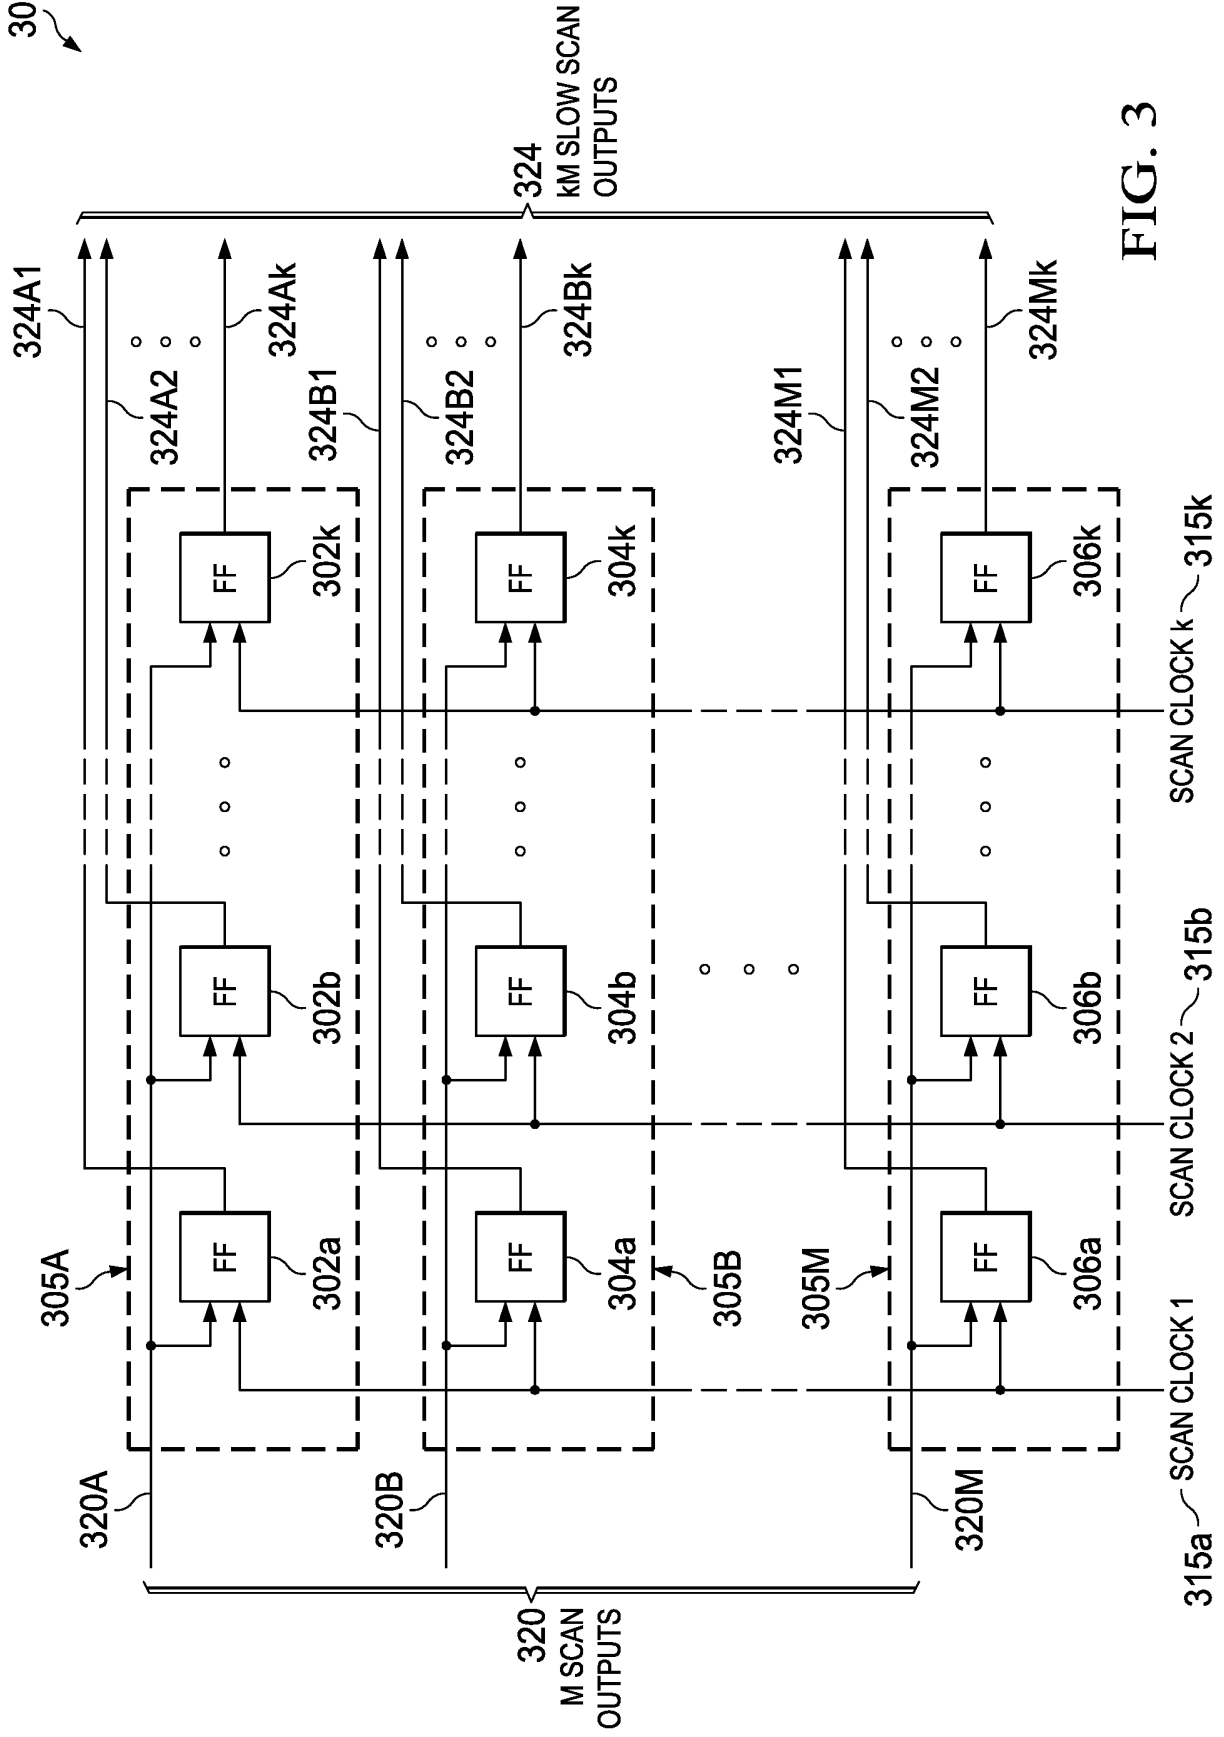 30
324A1
324A2
324Ak
324B1
324B2
324Bk
324M1
324M2
324Mk
324
kM SLOW SCAN
OUTPUTS
305A
FF
302a
FF
302b
FF
302k
305B
FF
304a
FF
304b
FF
304k
305M
FF
306a
FF
306b
FF
306k
320A
320B
320M
320
M SCAN
OUTPUTS
315a
SCAN CLOCK 1
SCAN CLOCK 2
315b
SCAN CLOCK k
315k
FIG. 3